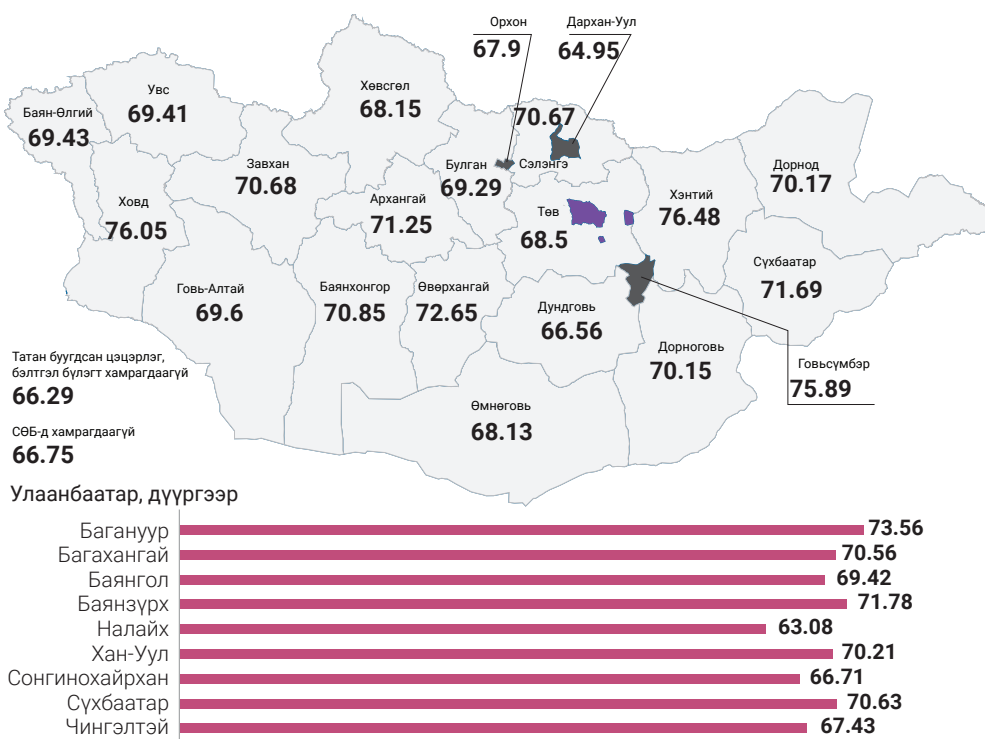 Орхон
67.9
Дархан-Уул
64.95
Увс
69.41
Хөвсгөл
68.15
Баян-Өлгий
69.43
70.67
Сэлэнгэ
Завхан
70.68
Булган
69.29
Дорнод
70.17
Ховд
76.05
Архангай
71.25
Төв
68.5
Хэнтий
76.48
Говь-Алтай
69.6
Баянхонгор
70.85
Өвөрхангай
72.65
Дундговь
66.56
Сүхбаатар
71.69
Дорноговь
70.15
Говьсүмбэр
75.89
Өмнөговь
68.13
Татан буугдсан цэцэрлэг,
бэлтгэл бүлэгт хамрагдаагүй
66.29
СӨБ-д хамрагдаагүй
66.75
Улаанбаатар, дүүргээр
Багануур 73.56
Багахангай 70.56
Баянгол 69.42
Баянзүрх 71.78
Налайх 63.08
Хан-Уул 70.21
Сонгинохайрхан 66.71
Сүхбаатар 70.63
Чингэлтэй 67.43